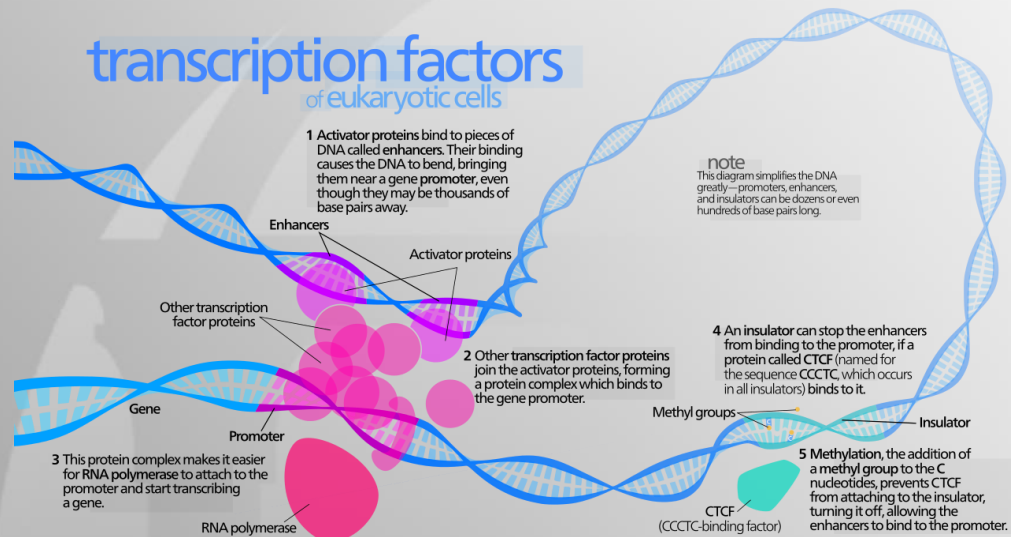 transcription factors
of eukaryotic cells
1 Activator proteins bind to pieces of
DNA called enhancers. Their binding
causes the DNA to bend, bringing
them near a gene promoter, even
though they may be thousands of
base pairs away.
note
This diagram simplifies the DNA
greatly—promoters, enhancers,
and insulators can be dozens or even
hundreds of base pairs long.
Enhancers
Activator proteins
Other transcription
factor proteins
2 Other transcription factor proteins
join the activator proteins, forming
a protein complex which binds to
the gene promoter.
4 An insulator can stop the enhancers
from binding to the promoter, if a
protein called CTCF (named for
the sequence CCCTC, which occurs
in all insulators) binds to it.
Gene
Promoter
Methyl groups
Insulator
3 This protein complex makes it easier
for RNA polymerase to attach to the
promoter and start transcribing
a gene.
RNA polymerase
CTCF
(CCCTC-binding factor)
5 Methylation, the addition of
a methyl group to the C
nucleotides, prevents CTCF
from attaching to the insulator,
turning it off, allowing the
enhancers to bind to the promoter.